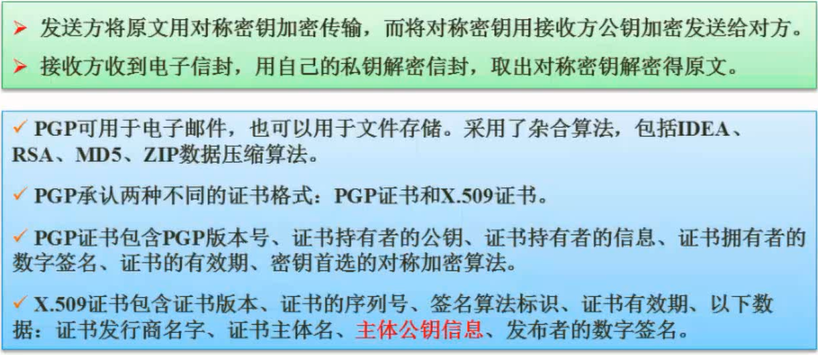 ➢ 发送方将原文用对称密钥加密传输，而将对称密钥用接收方公钥加密发送给对方。
➢ 接收方收到电子信封，用自己的私钥解密信封，取出对称密钥解密得原文。
✓ PGP可用于电子邮件，也可以用于文件存储。采用了杂合算法，包括IDEA、
RSA、MD5、ZIP数据压缩算法。
✓ PGP承认两种不同的证书格式：PGP证书和X.509证书。
✓ PGP证书包含PGP版本号、证书持有者的公钥、证书持有者的信息、证书拥有者的
数字签名、证书的有效期、密钥首选的对称加密算法。
✓ X.509证书包含证书版本、证书的序列号、签名算法标识、证书有效期、以下数
据：证书发行商名字、证书主体名、主体公钥信息、发布者的数字签名。